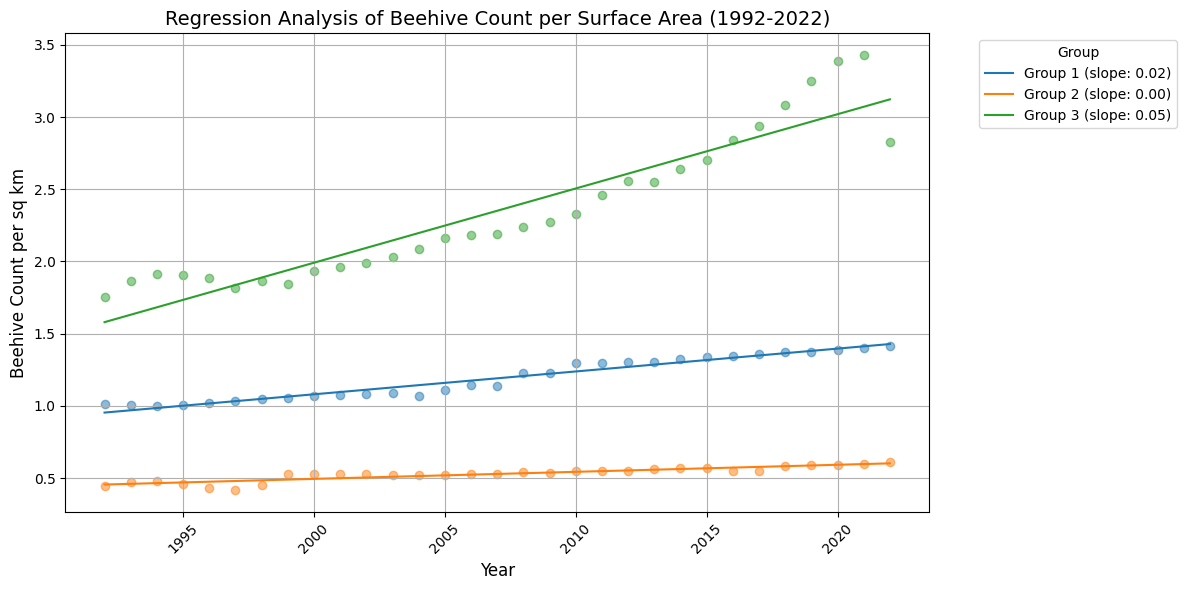 Regression Analysis of Beehive Count per Surface Area (1992-2022)
Beehive Count per sq km
3.5
3.0
2.5
2.0
1.5
1.0
0.5
1995
2000
2005
2010
2015
2020
Year
Group
Group 1 (slope: 0.02)
Group 2 (slope: 0.00)
Group 3 (slope: 0.05)